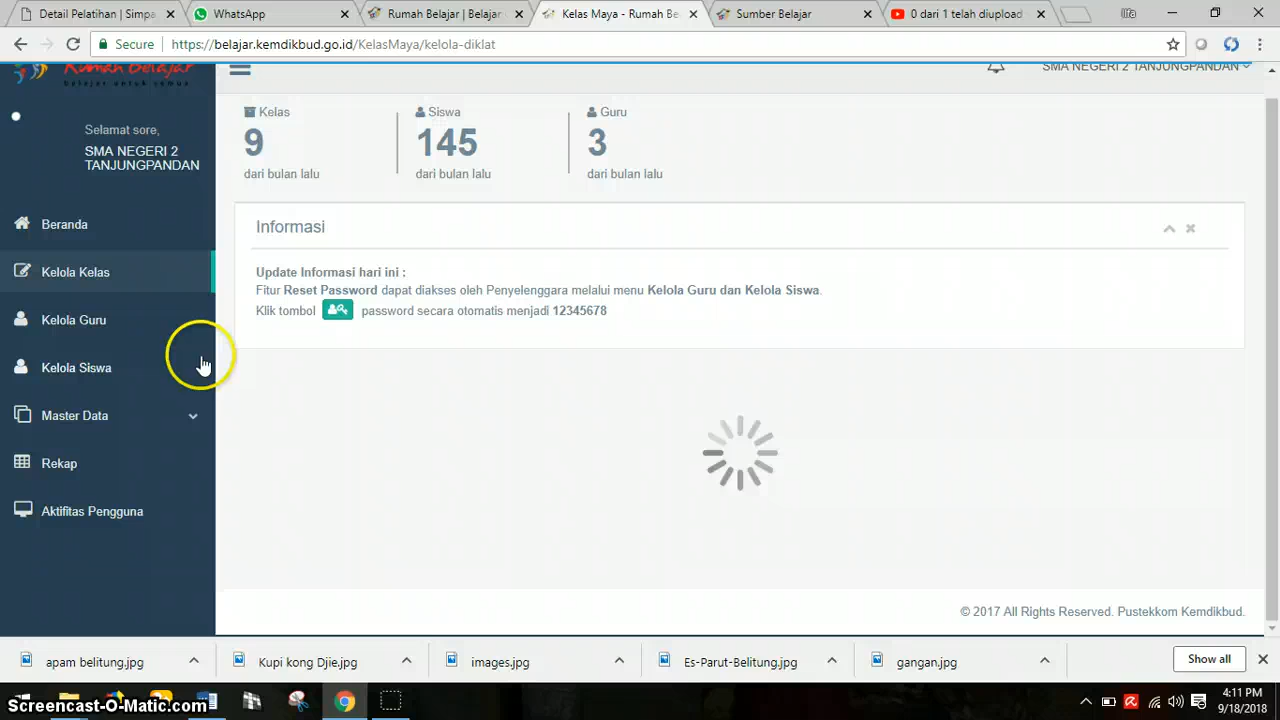 Detail Pelatihan | Simpa
WhatsApp
Rumah Belajar | Belajar
Kelas Maya - Rumah Be
Sumber Belajar
0 dari 1 telah diupload
Secure
https://belajar.kemdikbud.go.id/KelasMaya/kelola-diklat
Rumah Belajar
belajar untuk semua
SMA NEGERI 2 TANJUNGPANDAN
Selamat sore,
SMA NEGERI 2
TANJUNGPANDAN
Beranda
Kelola Kelas
Kelola Guru
Kelola Siswa
Master Data
Rekap
Aktifitas Pengguna
Kelas
9
dari bulan lalu
Siswa
145
dari bulan lalu
Guru
3
dari bulan lalu
Informasi
Update Informasi hari ini :
Fitur Reset Password dapat diakses oleh Penyelenggara melalui menu Kelola Guru dan Kelola Siswa.
Klik tombol password secara otomatis menjadi 12345678
© 2017 All Rights Reserved. Pustekkom Kemdikbud.
apam belitung.jpg
Kupi kong Djie.jpg
images.jpg
Es-Parut-Belitung.jpg
gangan.jpg
Show all
Screencast-O-Matic.com
4:11 PM
9/18/2018